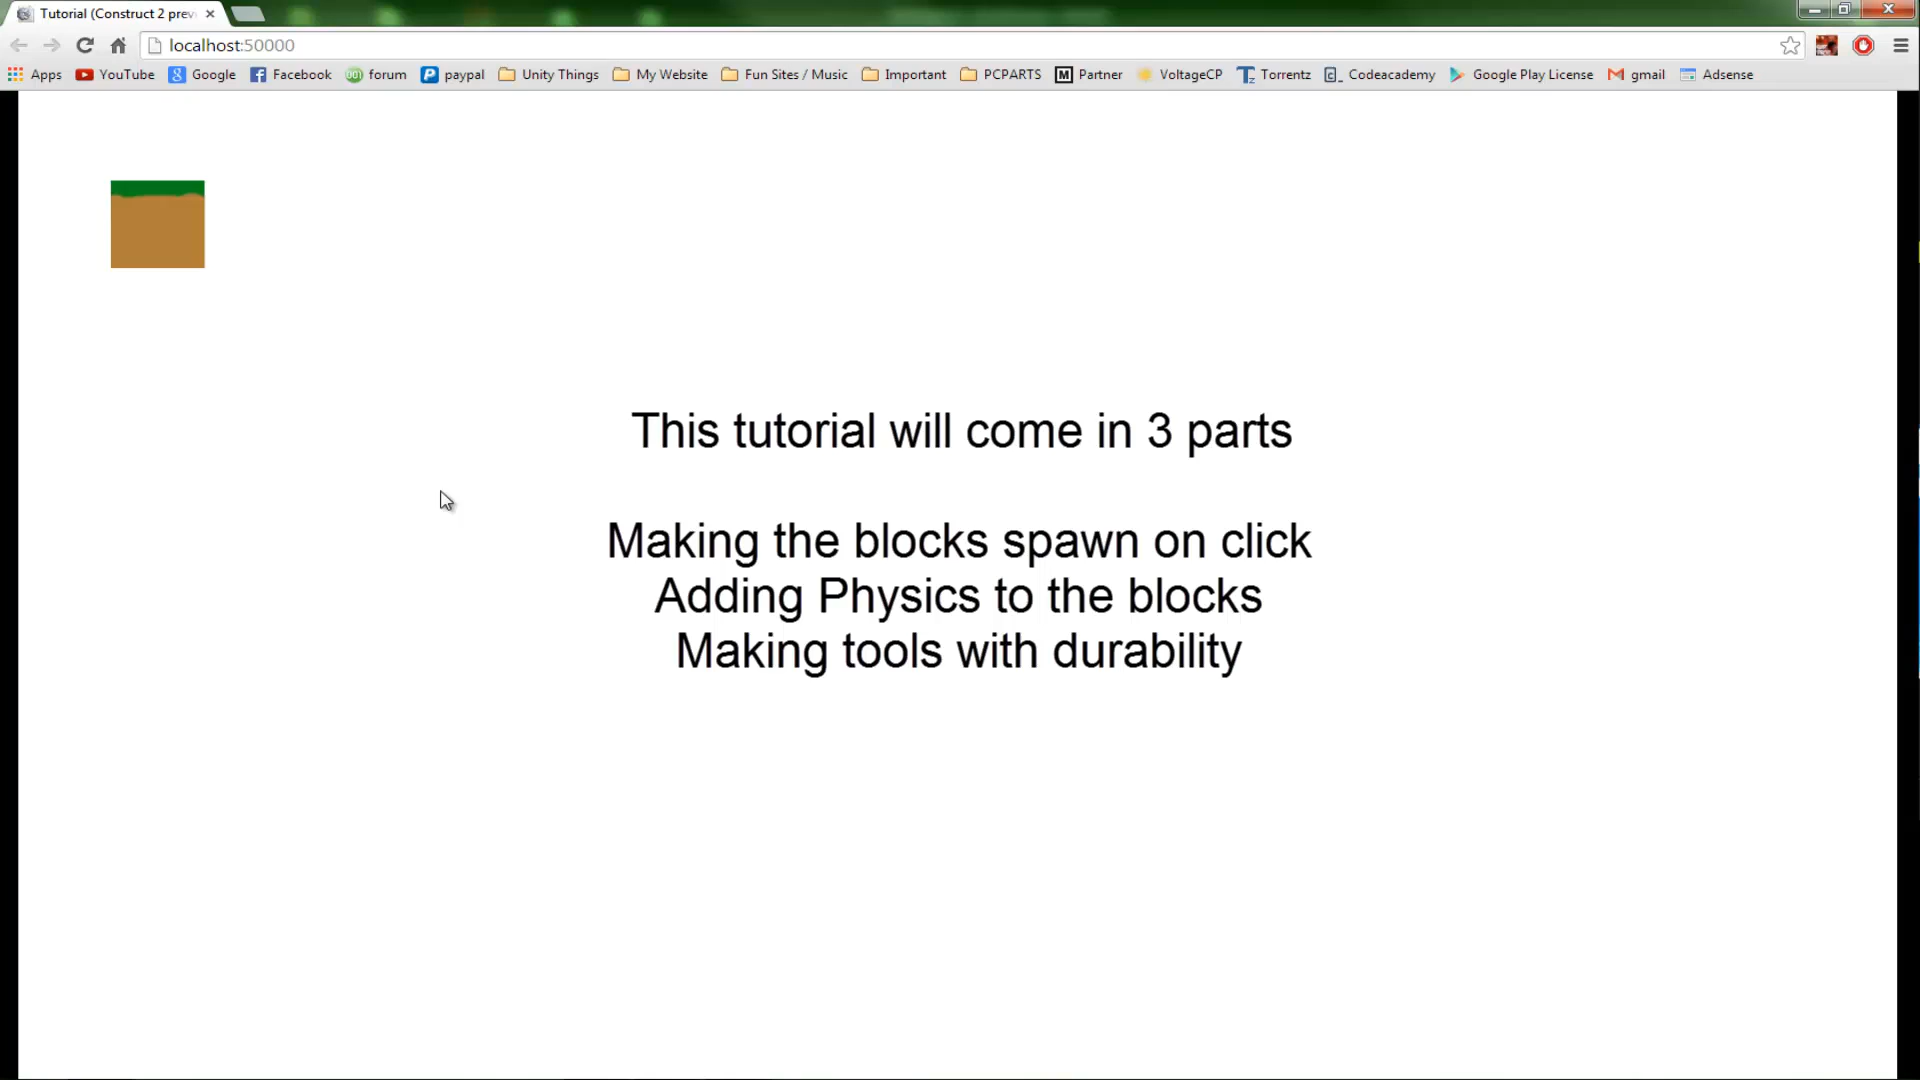 Tutorial (Construct 2 prev
localhost:50000
Apps YouTube Google Facebook forum paypal Unity Things My Website Fun Sites / Music Important PCPARTS Partner VoltageCP Torrentz Codeacademy Google Play License gmail Adsense
This tutorial will come in 3 parts
Making the blocks spawn on click
Adding Physics to the blocks
Making tools with durability